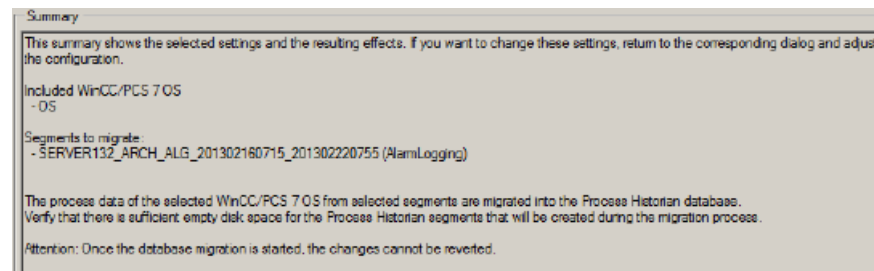 Summary
This summary shows the selected settings and the resulting effects. If you want to change these settings, return to the corresponding dialog and adjust
the configuration.
Included WinCC/PCS 7 OS
- OS
Segments to migrate:
- SERVER132_ARCH_ALG_201302160715_201302220755 (AlarmLogging)
The process data of the selected WinCC/PCS 7 OS from selected segments are migrated into the Process Historian database.
Verify that there is sufficient empty disk space for the Process Historian segments that will be created during the migration process.
Attention: Once the database migration is started, the changes cannot be reverted.